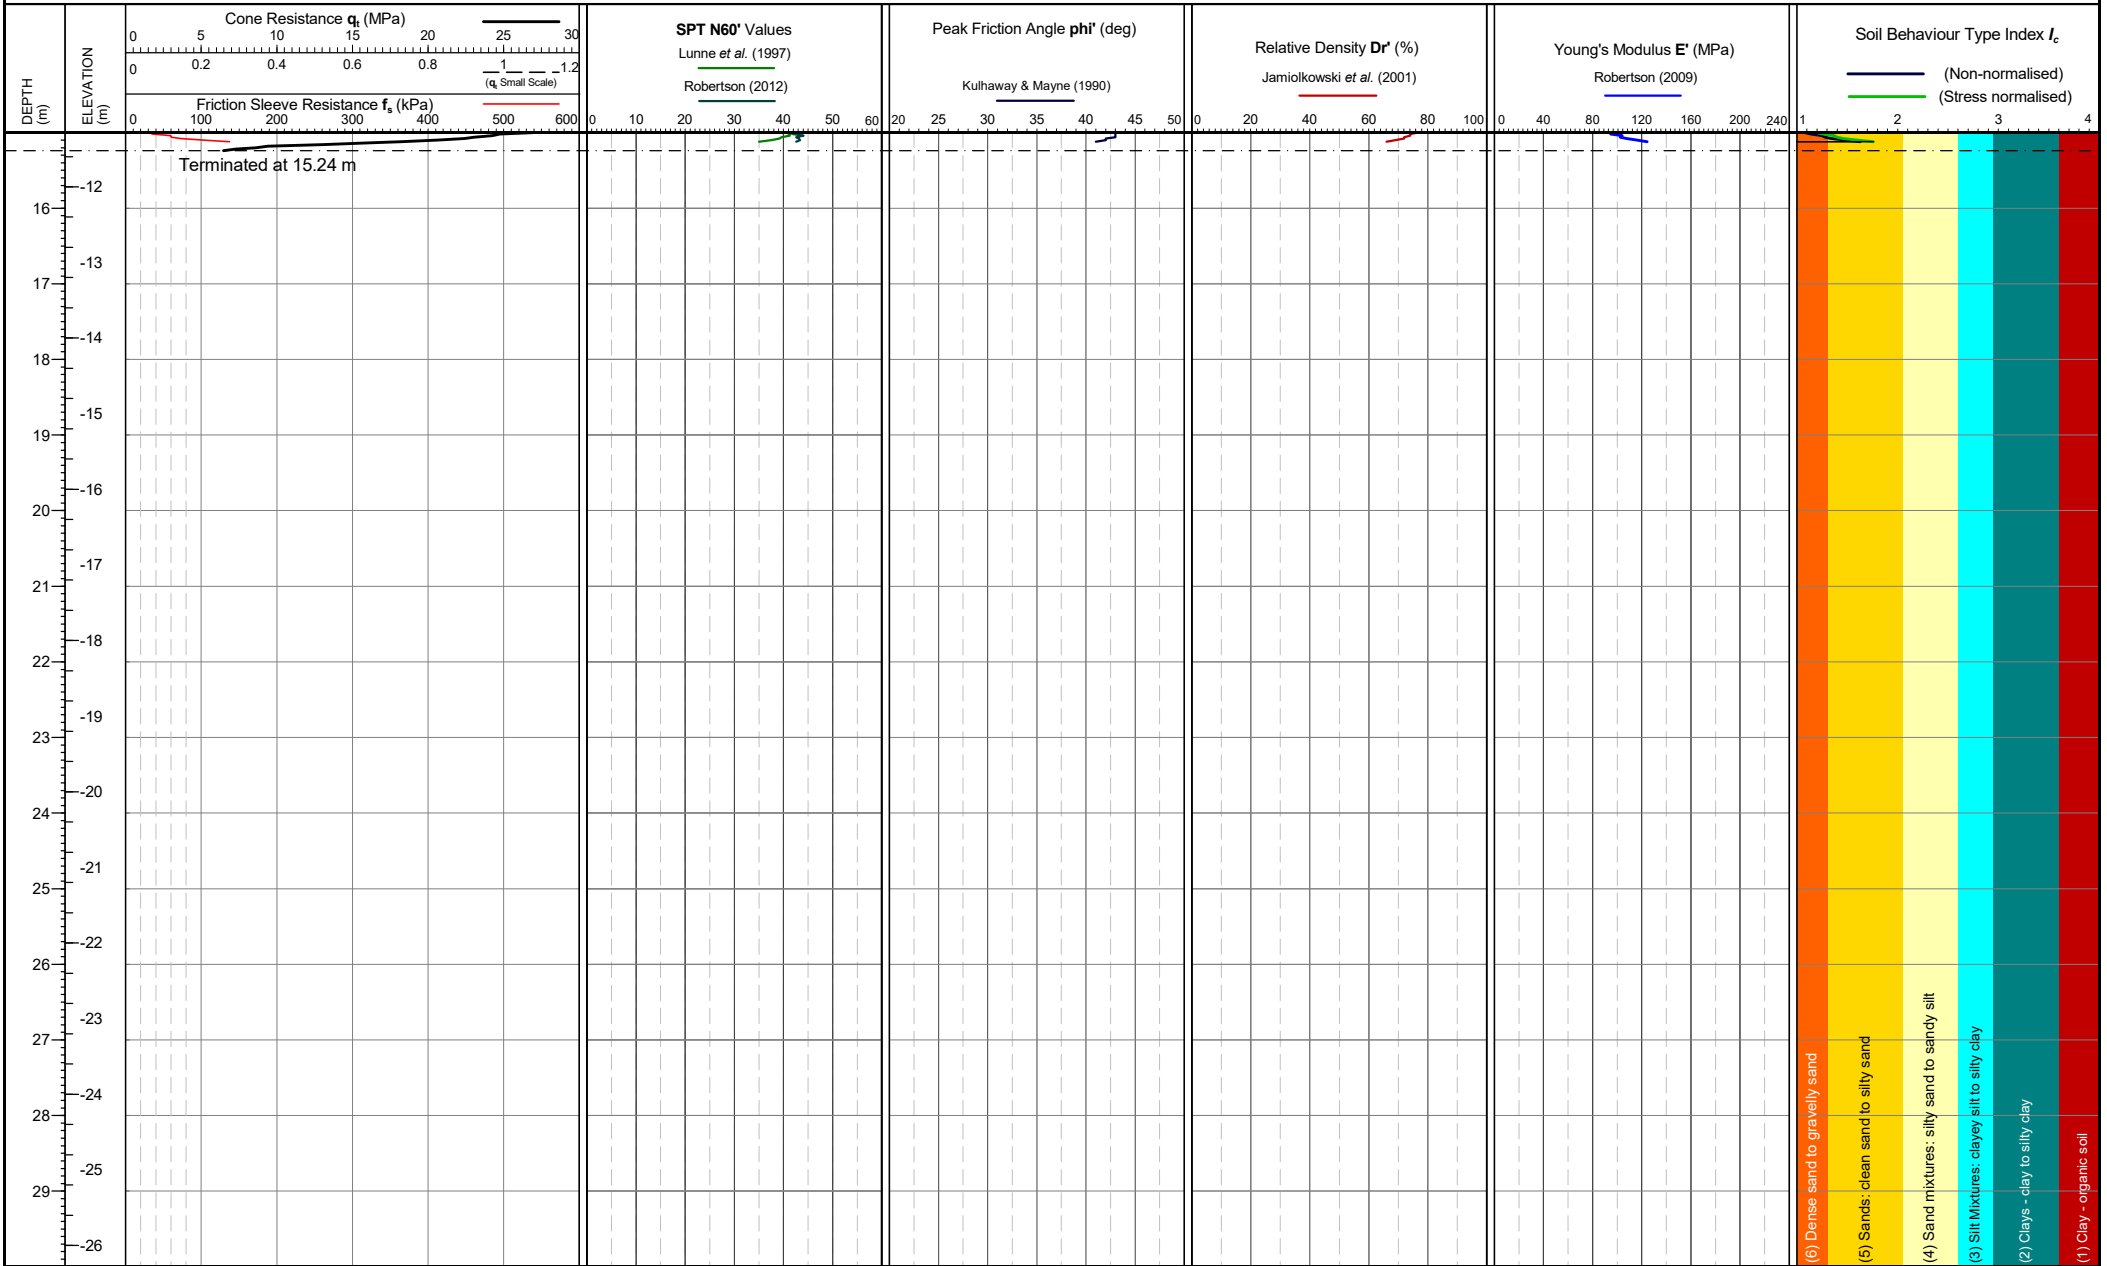 DEPTH
(m)
ELEVATION
(m)
Cone Resistance qt (MPa)
0 5 10 15 20 25 30
0 0.2 0.4 0.6 0.8 1 1.2
(qt Small Scale)
Friction Sleeve Resistance fs (kPa)
0 100 200 300 400 500 600
SPT N60' Values
Lunne et al. (1997)
Robertson (2012)
0 10 20 30 40 50 60
Peak Friction Angle phi' (deg)
Kulhaway & Mayne (1990)
20 25 30 35 40 45 50
Relative Density Dr' (%)
Jamiolkowski et al. (2001)
0 20 40 60 80 100
Young's Modulus E' (MPa)
Robertson (2009)
0 40 80 120 160 200 240
Soil Behaviour Type Index Ic
(Non-normalised)
(Stress normalised)
1 2 3 4
Terminated at 15.24 m
-12
16
-13
17
-14
18
-15
19
-16
20
-17
21
-18
22
-19
23
-20
24
-21
25
-22
26
-23
27
-24
28
-25
29
-26
(6) Dense sand to gravelly sand
(5) Sands: clean sand to silty sand
(4) Sand mixtures: silty sand to sandy silt
(3) Silt Mixtures: clayey silt to silty clay
(2) Clays - clay to silty clay
(1) Clay - organic soil